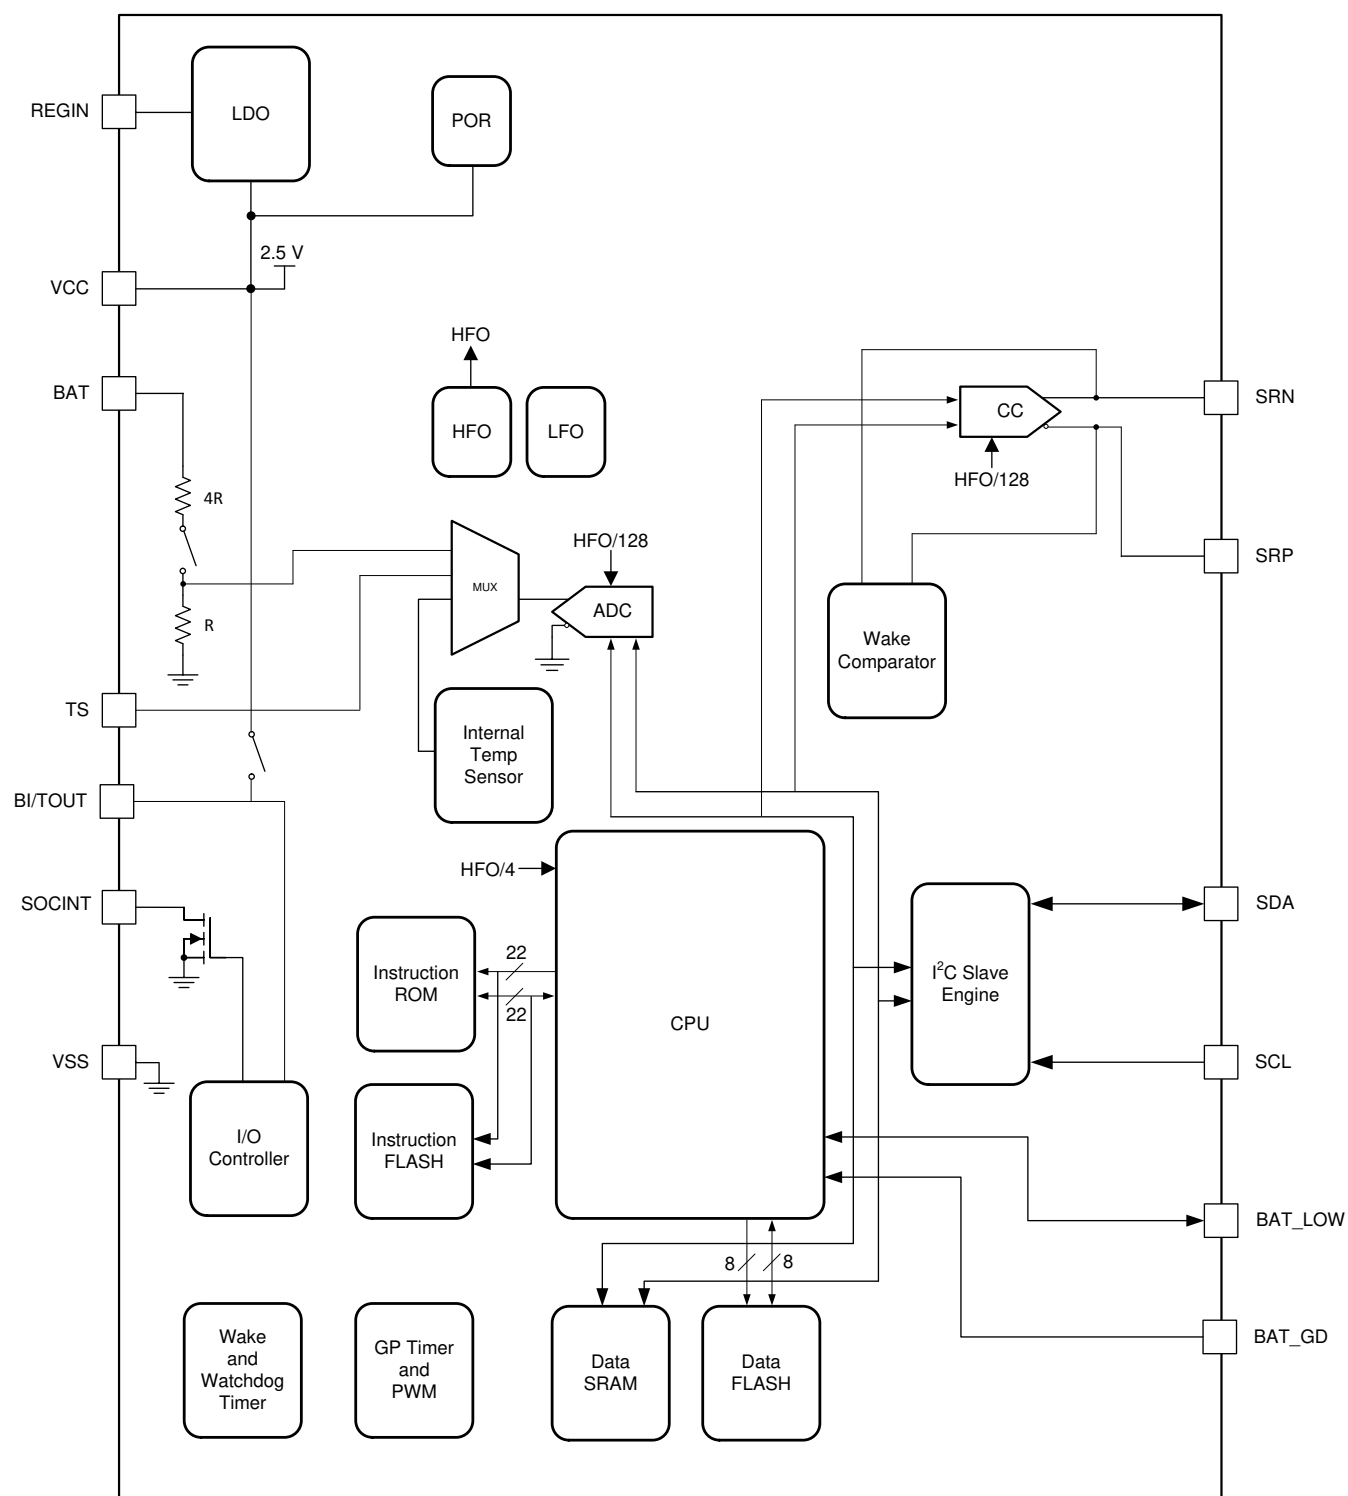 REGIN
LDO
POR
2.5 V
VCC
HFO
BAT
SRN
CC
HFO
LFO
4R
HFO/128
HFO/128
SRP
MUX
ADC
R
Wake
Comparator
TS
Internal
Temp
Sensor
BI/TOUT
HFO/4
SOCINT
SDA
22
Instruction
ROM
I²C Slave
Engine
22
CPU
VSS
SCL
I/O
Controller
Instruction
FLASH
BAT_LOW
8
8
BAT_GD
Wake
and
Watchdog
Timer
GP Timer
and
PWM
Data
SRAM
Data
FLASH